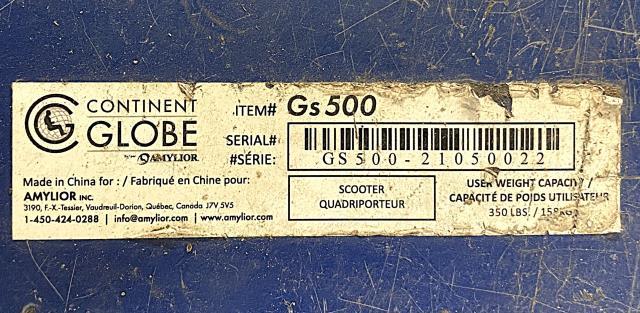 CONTINENT
GLOBE
BY AMYLIOR
ITEM# Gs 500
SERIAL#
#SÉRIE:
GS500-21050022
Made in China for: / Fabriqué en Chine pour:
AMYLIOR INC.
3190, F.-X.-Tessier, Vaudreuil-Dorion, Québec, Canada J7V 5V5
1-450-424-0288 | info@amylior.com | www.amylior.com
SCOOTER
QUADRIPORTEUR
USER WEIGHT CAPACITY /
CAPACITÉ DE POIDS UTILISATEUR
350 LBS. /